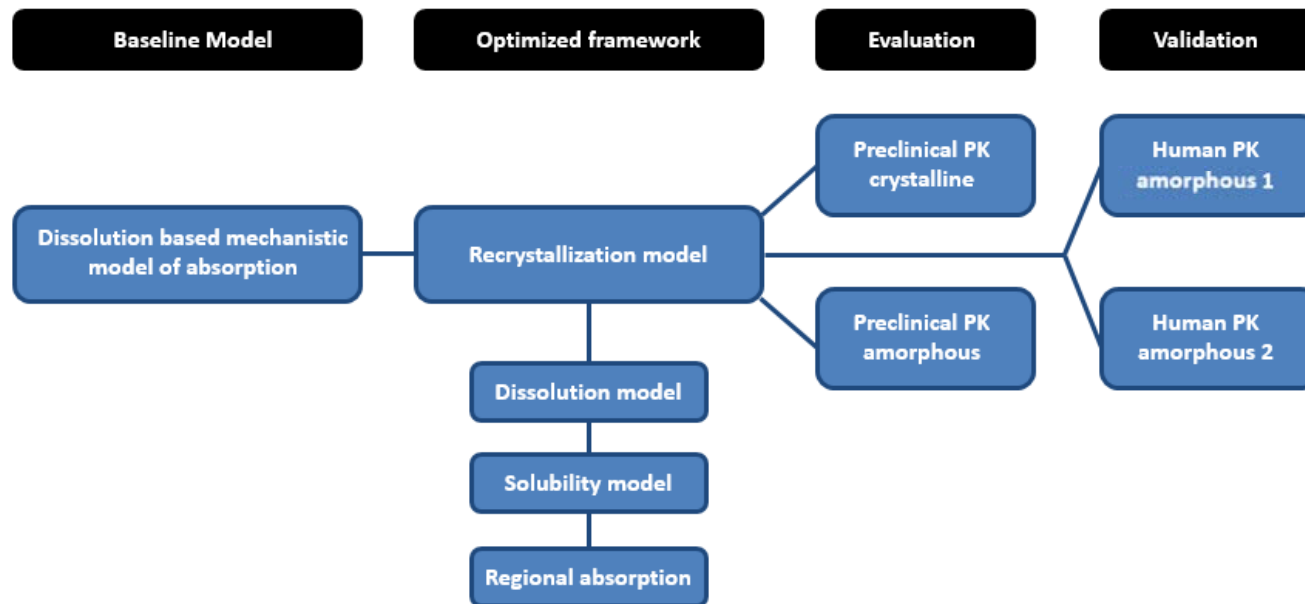 Baseline Model
Optimized framework
Evaluation
Validation
Dissolution based mechanistic
model of absorption
Recrystallization model
Dissolution model
Solubility model
Regional absorption
Preclinical PK
crystalline
Preclinical PK
amorphous
Human PK
amorphous 1
Human PK
amorphous 2